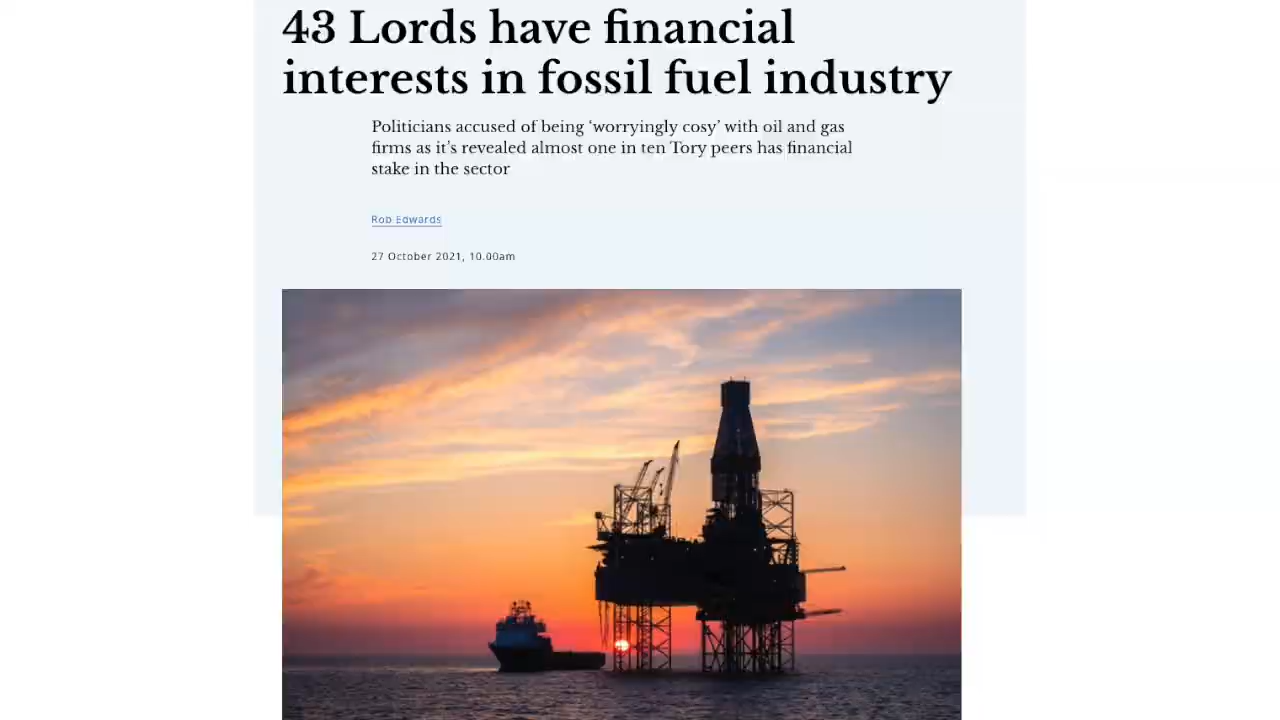 43 Lords have financial
interests in fossil fuel industry
Politicians accused of being ‘worryingly cosy’ with oil and gas
firms as it’s revealed almost one in ten Tory peers has financial
stake in the sector
Rob Edwards
27 October 2021, 10.00am